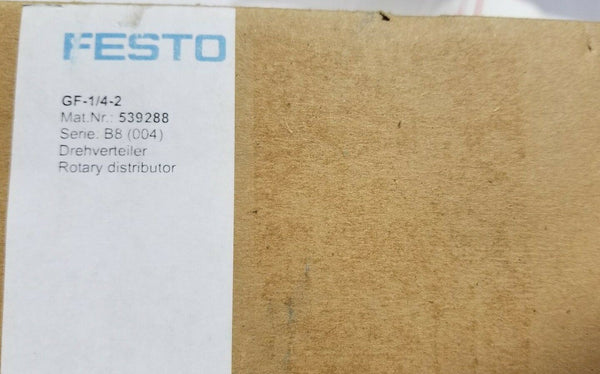 FESTO
GF-1/4-2
Mat.Nr.: 539288
Serie: B8 (004)
Drehverteiler
Rotary distributor